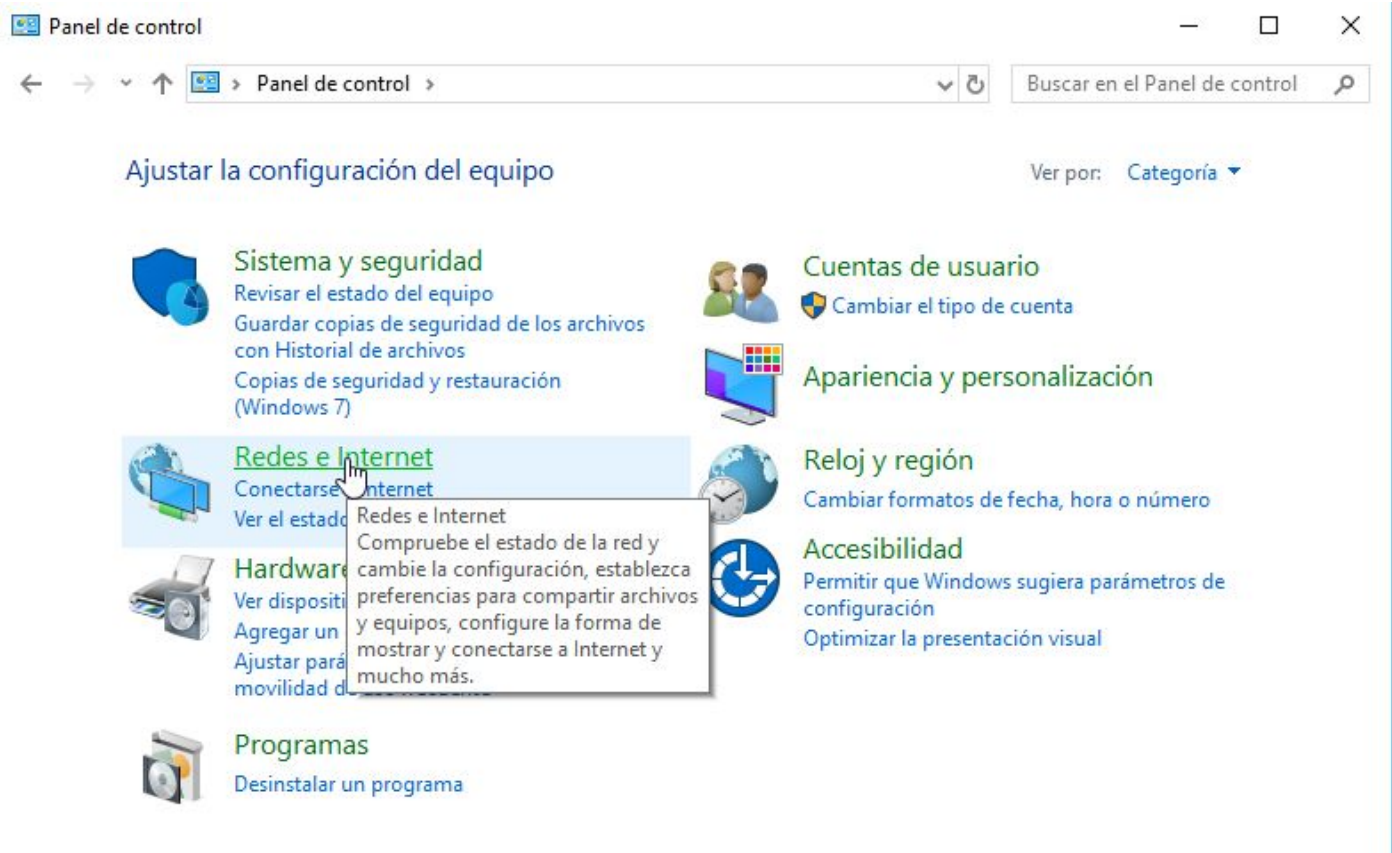 Panel de control
Panel de control
Buscar en el Panel de control
Ajustar la configuración del equipo
Ver por: Categoría
Sistema y seguridad
Revisar el estado del equipo
Guardar copias de seguridad de los archivos
con Historial de archivos
Copias de seguridad y restauración
(Windows 7)
Redes e Internet
Conectarse Internet
Ver el estado
Redes e Internet
Compruebe el estado de la red y
cambie la configuración, establezca
preferencias para compartir archivos
y equipos, configure la forma de
mostrar y conectarse a Internet y
mucho más.
Hardware
Ver
Agregar un
Ajustar
movilidad
Programas
Desinstalar un programa
Cuentas de usuario
Cambiar el tipo de cuenta
Apariencia y personalización
Reloj y región
Cambiar formatos de fecha, hora o número
Accesibilidad
Permitir que Windows sugiera parámetros de
configuración
Optimizar la presentación visual